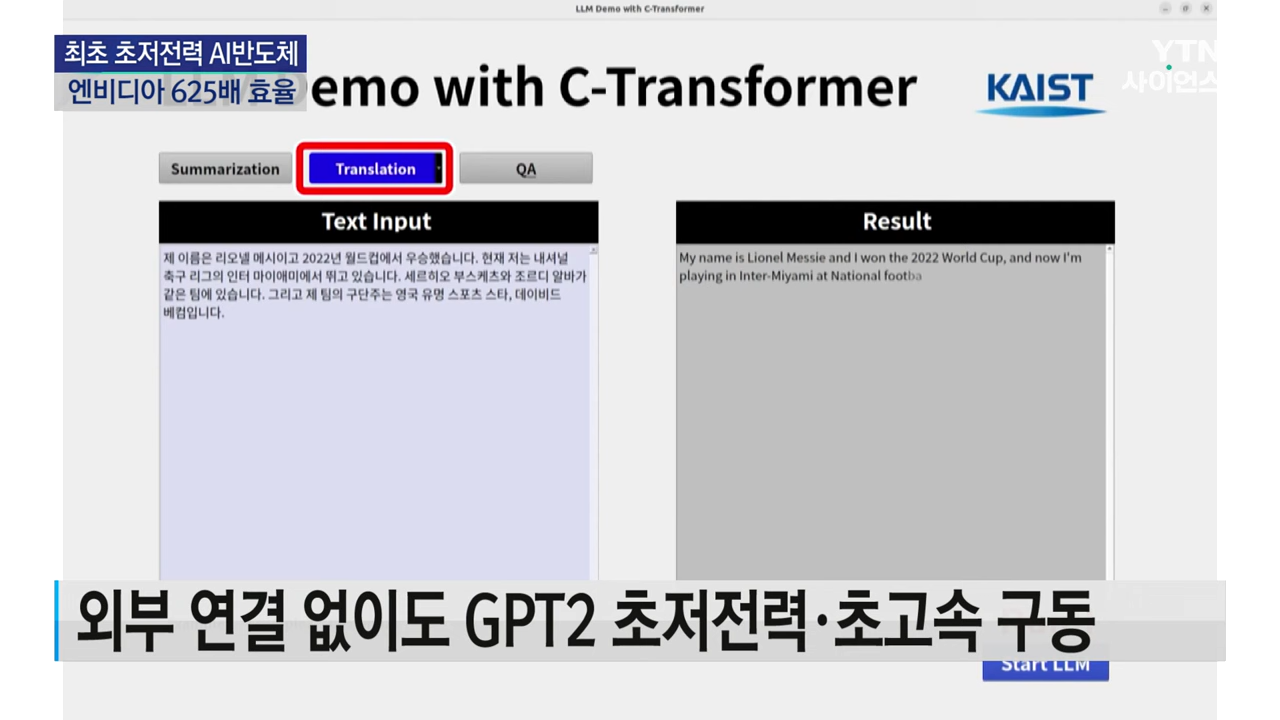 LLM Demo with C-Transformer
최초 초저전력 AI반도체
엔비디아 625배 효율
emo with C-Transformer
KAIST
YTN
사이언스
Summarization
Translation
QA
Text Input
Result
제 이름은 리오넬 메시이고 2022년 월드컵에서 우승했습니다. 현재 저는 내셔널
축구 리그의 인터 마이애미에서 뛰고 있습니다. 세르히오 부스케츠와 조르디 알바가
같은 팀에 있습니다. 그리고 제 팀의 구단주는 영국 유명 스포츠 스타, 데이비드
베컴입니다.
My name is Lionel Messie and I won the 2022 World Cup, and now I'm
playing in Inter-Miyami at National footba
외부 연결 없이도 GPT2 초저전력·초고속 구동
Start LLM